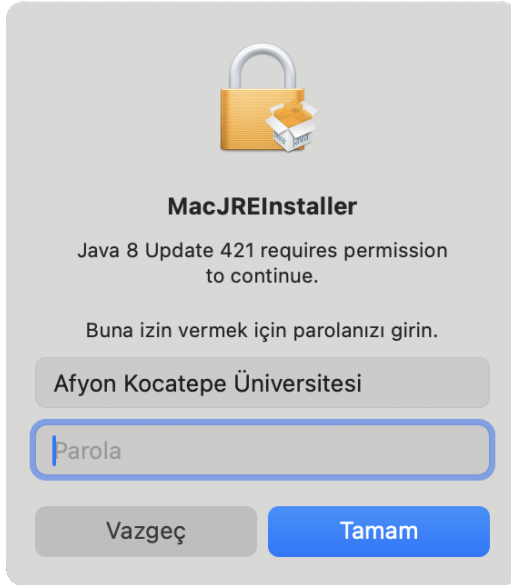 MacJREInstaller
Java 8 Update 421 requires permission
to continue.
Buna izin vermek için parolanızı girin.
Afyon Kocatepe Üniversitesi
Parola
Vazgeç
Tamam